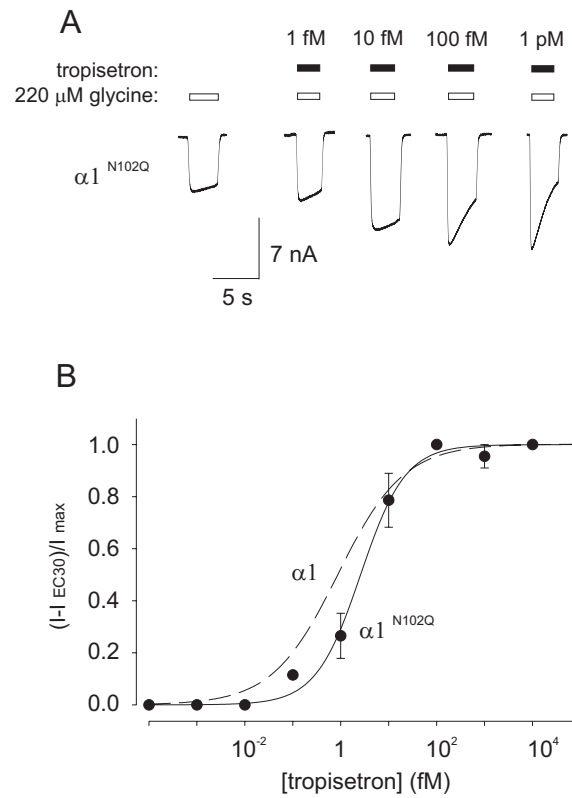 A
1 fM 10 fM 100 fM 1 pM
tropisetron:
220 μM glycine:
α1 N102Q
7 nA
5 s
B
(I-I EC30)/I max
1.0
0.8
0.6
0.4
0.2
0.0
α1
α1 N102Q
10⁻² 1 10² 10⁴
[tropisetron] (fM)